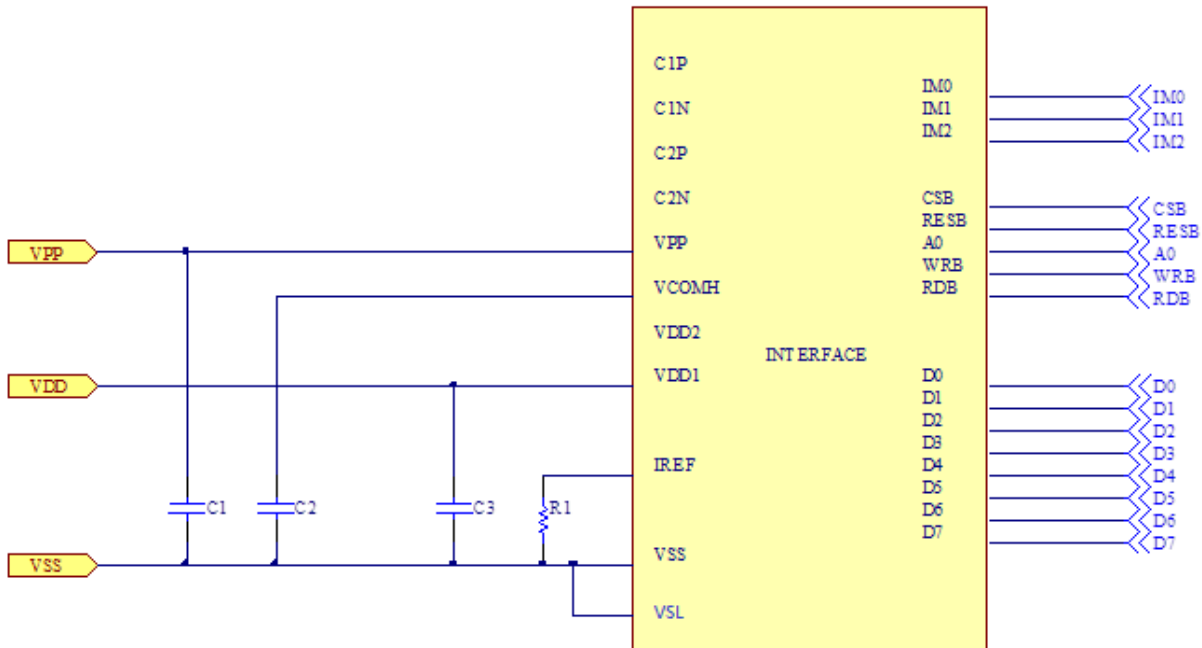 C1P
C1N
C2P
C2N
VPP
VCOMH
VDD2
VDD1
IREF
VSS
VSL
INTERFACE
IM0
IM1
IM2
CSB
RESB
A0
WRB
RDB
D0
D1
D2
D3
D4
D5
D6
D7
IM0
IM1
IM2
CSB
RESB
A0
WRB
RDB
D0
D1
D2
D3
D4
D5
D6
D7
VPP
VDD
VSS
C1
C2
C3
R1